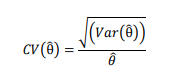 CV(θ̂) = √((Var(θ̂))) / θ̂